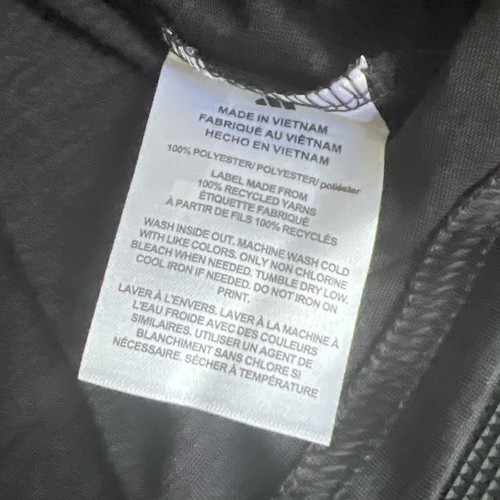 MADE IN VIETNAM
FABRIQUÉ AU VIÊTNAM
HECHO EN VIETNAM
100% POLYESTER/ POLYESTER/ poliéster
LABEL MADE FROM
100% RECYCLED YARNS
ÉTIQUETTE FABRIQUÉ
À PARTIR DE FILS 100% RECYCLÉS
WASH INSIDE OUT. MACHINE WASH COLD
WITH LIKE COLORS. ONLY NON CHLORINE
BLEACH WHEN NEEDED. TUMBLE DRY LOW.
COOL IRON IF NEEDED. DO NOT IRON ON
PRINT.
LAVER À L'ENVERS. LAVER À LA MACHINE À
L'EAU FROIDE AVEC DES COULEURS
SIMILAIRES. UTILISER UN AGENT DE
BLANCHIMENT SANS CHLORE SI
NÉCESSAIRE. SÉCHER À TEMPÉRATURE